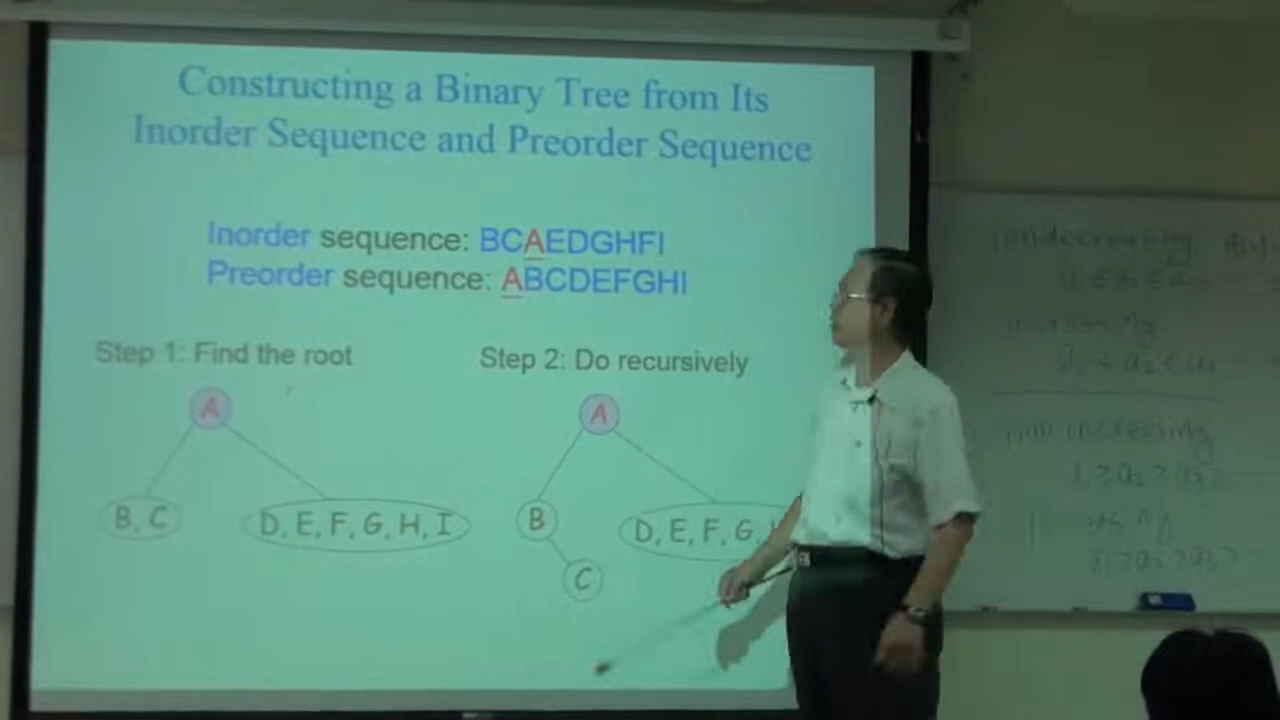 Constructing a Binary Tree from Its
Inorder Sequence and Preorder Sequence
Inorder sequence: BCAEDGHFI
Preorder sequence: ABCDEFGHI
Step 1: Find the root
Step 2: Do recursively
A
B, C
D, E, F, G, H, I
A
B
D, E, F, G,
C
increasing